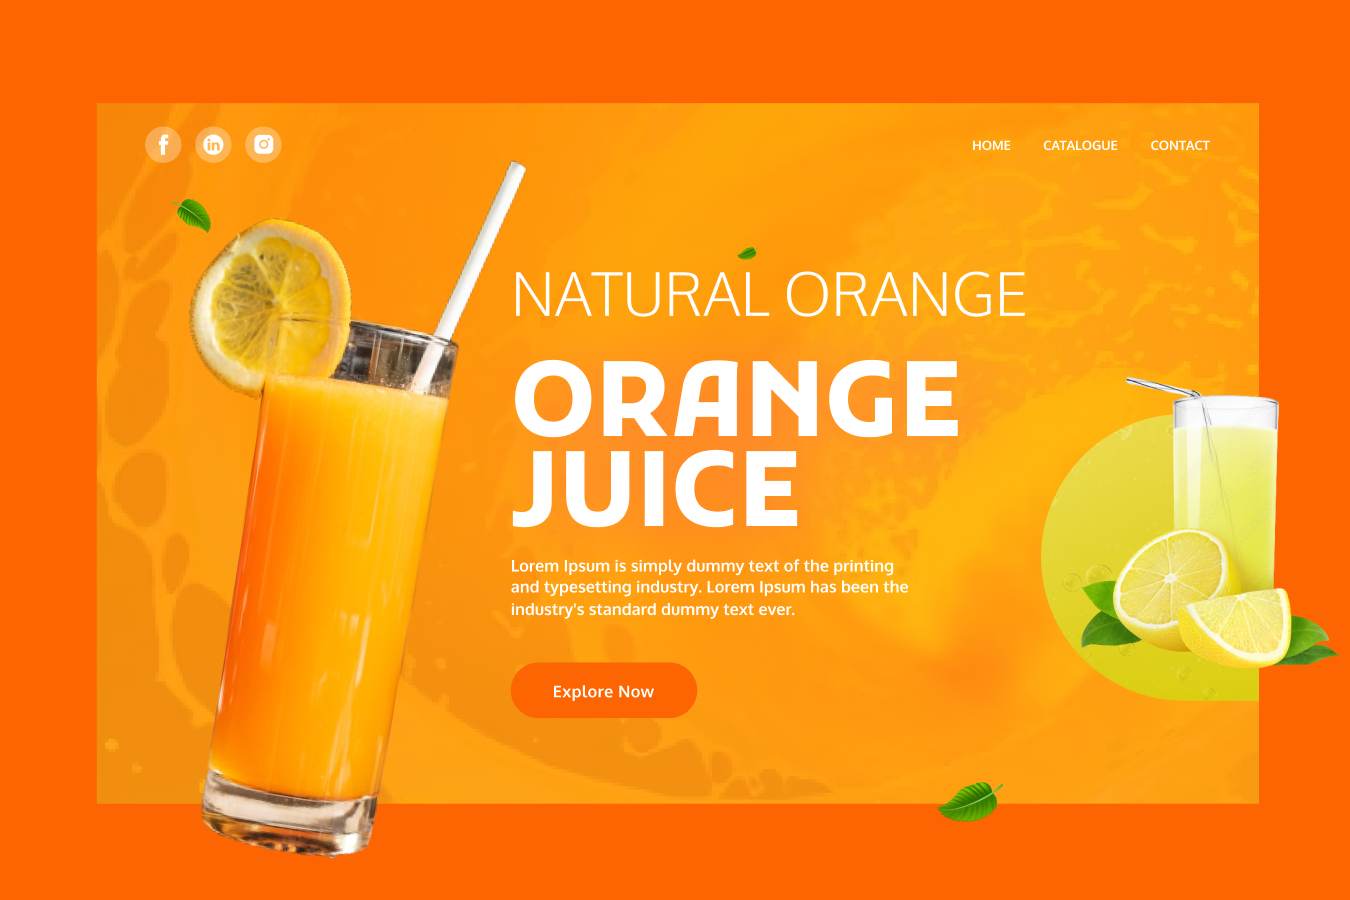 HOME CATALOGUE CONTACT
NATURAL ORANGE
ORANGE
JUICE
Lorem Ipsum is simply dummy text of the printing
and typesetting industry. Lorem Ipsum has been the
industry's standard dummy text ever.
Explore Now